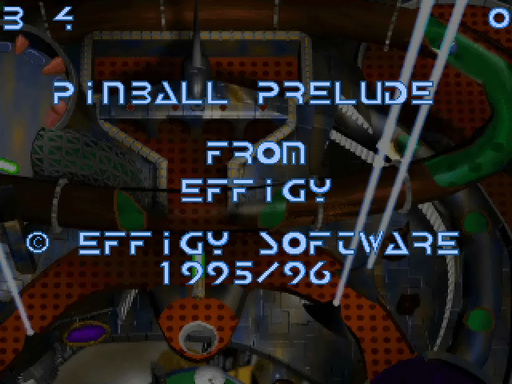 3 4 0
PINBALL PRELUDE
FROM
EFFIGY
© EFFIGY SOFTWARE
1995/96